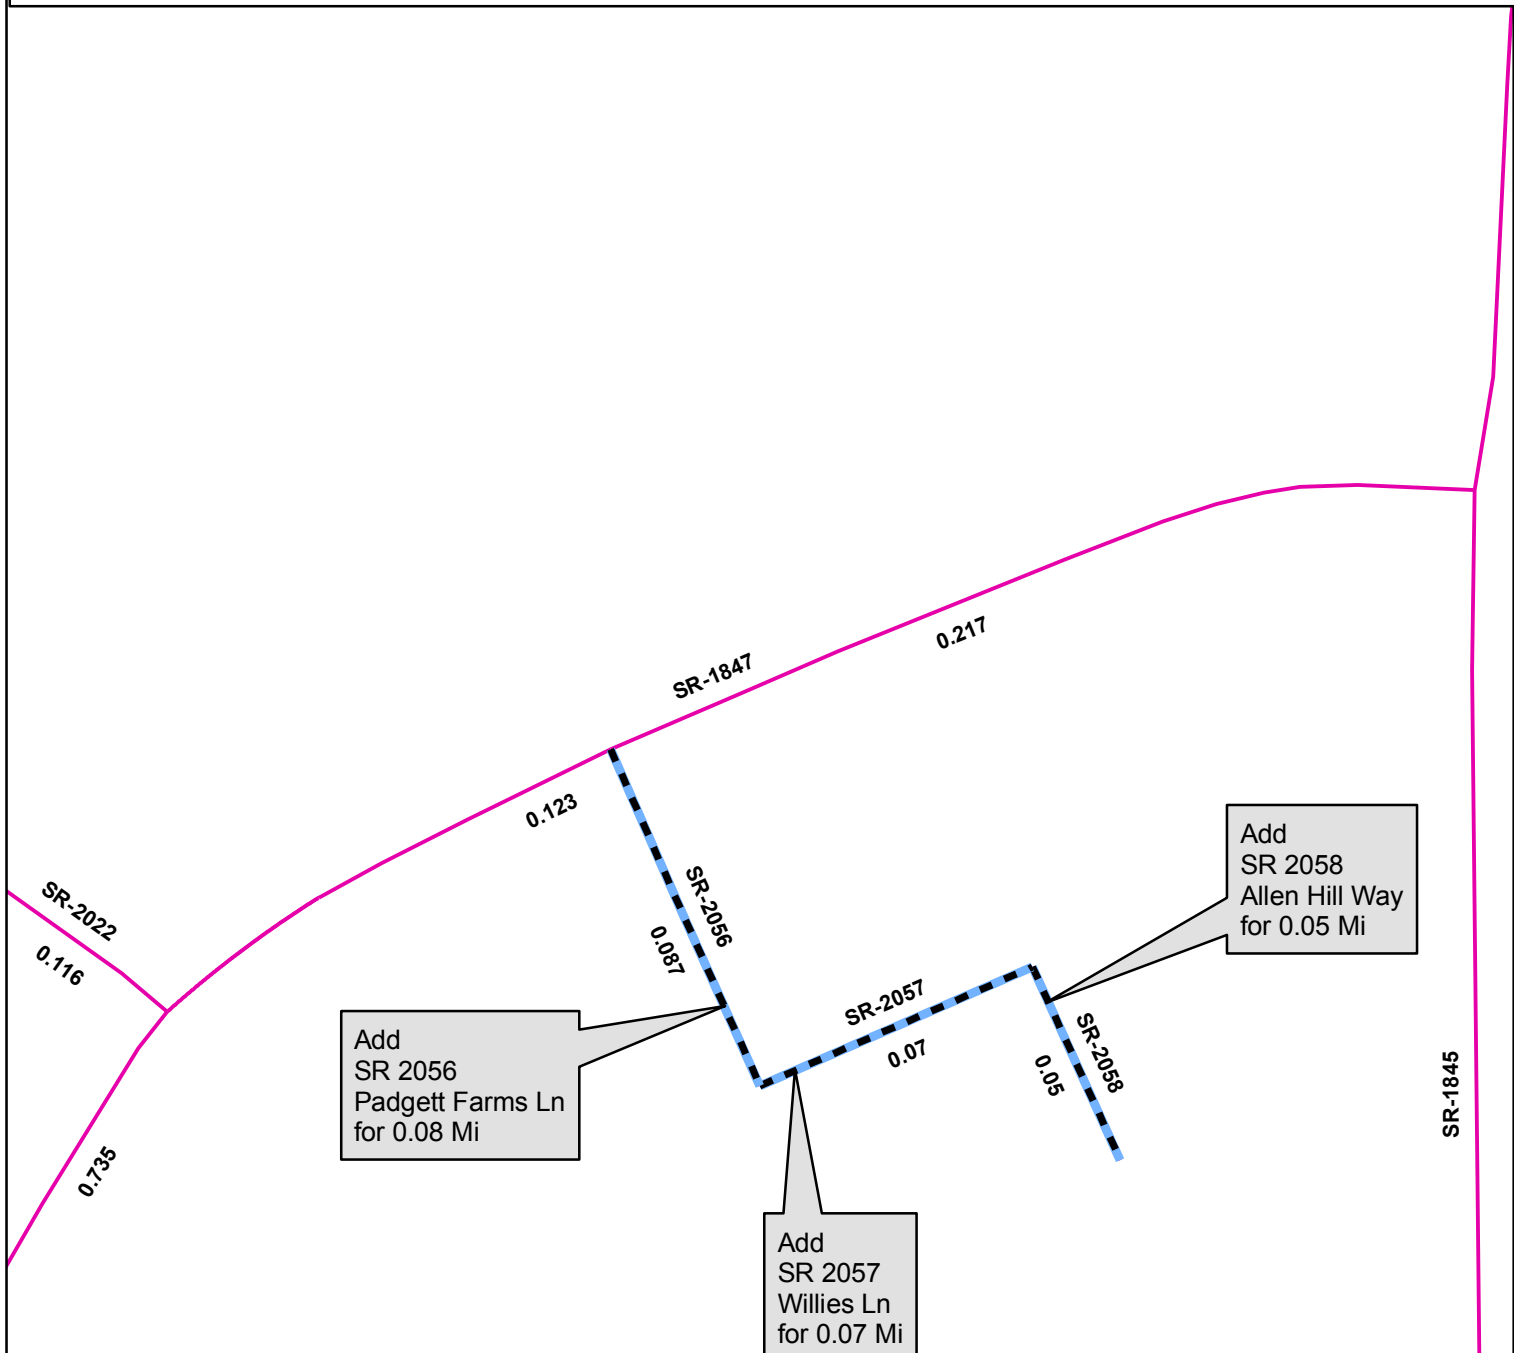 0.217
SR-1847
0.123
Add
SR 2058
Allen Hill Way
for 0.05 Mi
SR-2022
0.116
SR-2056
0.087
SR-2057
0.07
SR-2058
0.05
Add
SR 2056
Padgett Farms Ln
for 0.08 Mi
SR-1845
0.735
Add
SR 2057
Willies Ln
for 0.07 Mi